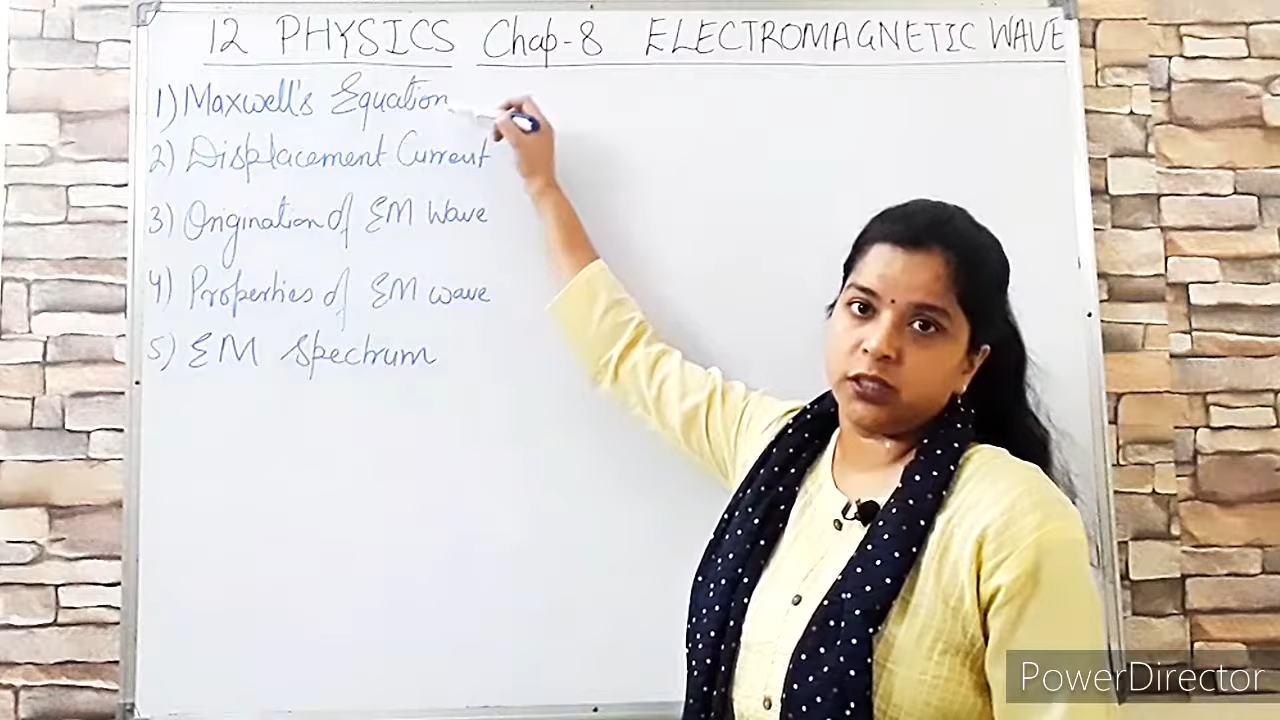 12 PHYSICS Chap-8 ELECTROMAGNETIC WAVE
1) Maxwell's Equation
2) Displacement Current
3) Origination of EM Wave
4) Properties of EM wave
5) EM Spectrum
PowerDirector